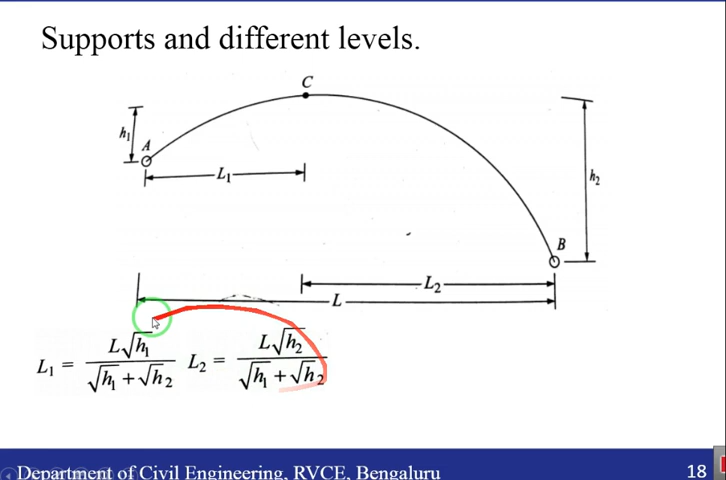 Supports and different levels.
C
h₁
A
L₁
h₂
B
L₂
L
L₁ = L√h₁ / (√h₁ + √h₂) L₂ = L√h₂ / (√h₁ + √h₂)
Department of Civil Engineering, RVCE, Bengaluru 18